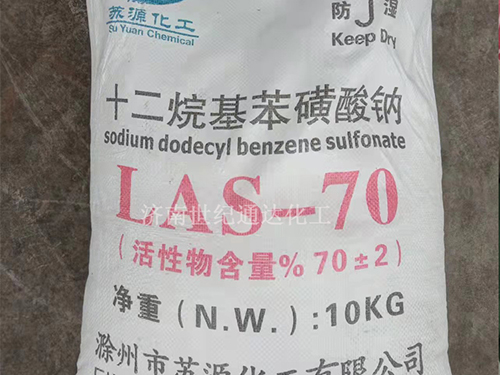 苏源化工
Su Yuan Chemical
防 湿
Keep Dry
十二烷基苯磺酸钠
sodium dodecyl benzene sulfonate
LAS-70
济南世纪通达化工
(活性物含量% 70±2)
净重(N.W.):10KG
滁州市苏源化工有限公司